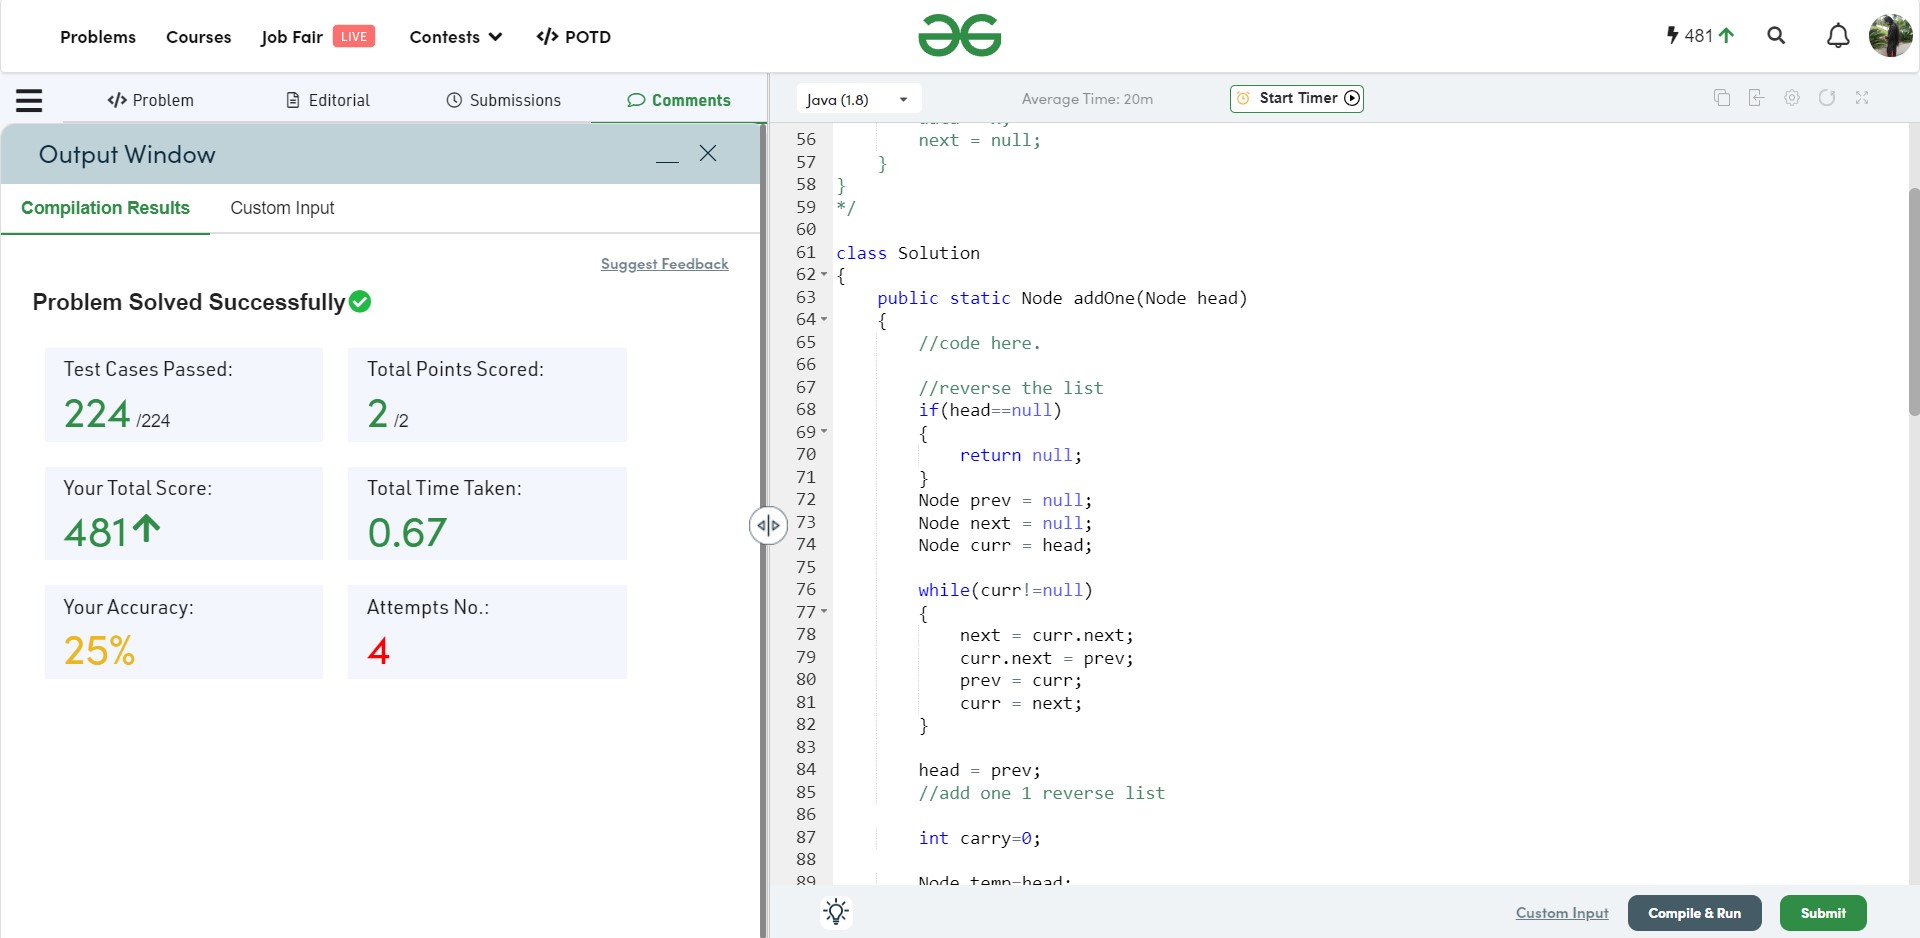 Problems Courses Job Fair LIVE Contests </> POTD 481
</> Problem Editorial Submissions Comments
Output Window
Compilation Results Custom Input
Suggest Feedback
Problem Solved Successfully
Test Cases Passed:
224 /224
Total Points Scored:
2 /2
Your Total Score:
481
Total Time Taken:
0.67
Your Accuracy:
25%
Attempts No.:
4
Java (1.8) Average Time: 20m Start Timer
56 next = null;
57 }
58 }
59 */
60
61 class Solution
62 {
63 public static Node addOne(Node head)
64 {
65 //code here.
66
67 //reverse the list
68 if(head==null)
69 {
70 return null;
71 }
72 Node prev = null;
73 Node next = null;
74 Node curr = head;
75
76 while(curr!=null)
77 {
78 next = curr.next;
79 curr.next = prev;
80 prev = curr;
81 curr = next;
82 }
83
84 head = prev;
85 //add one 1 reverse list
86
87 int carry=0;
88
89 Node temp=head;
Custom Input Compile & Run Submit